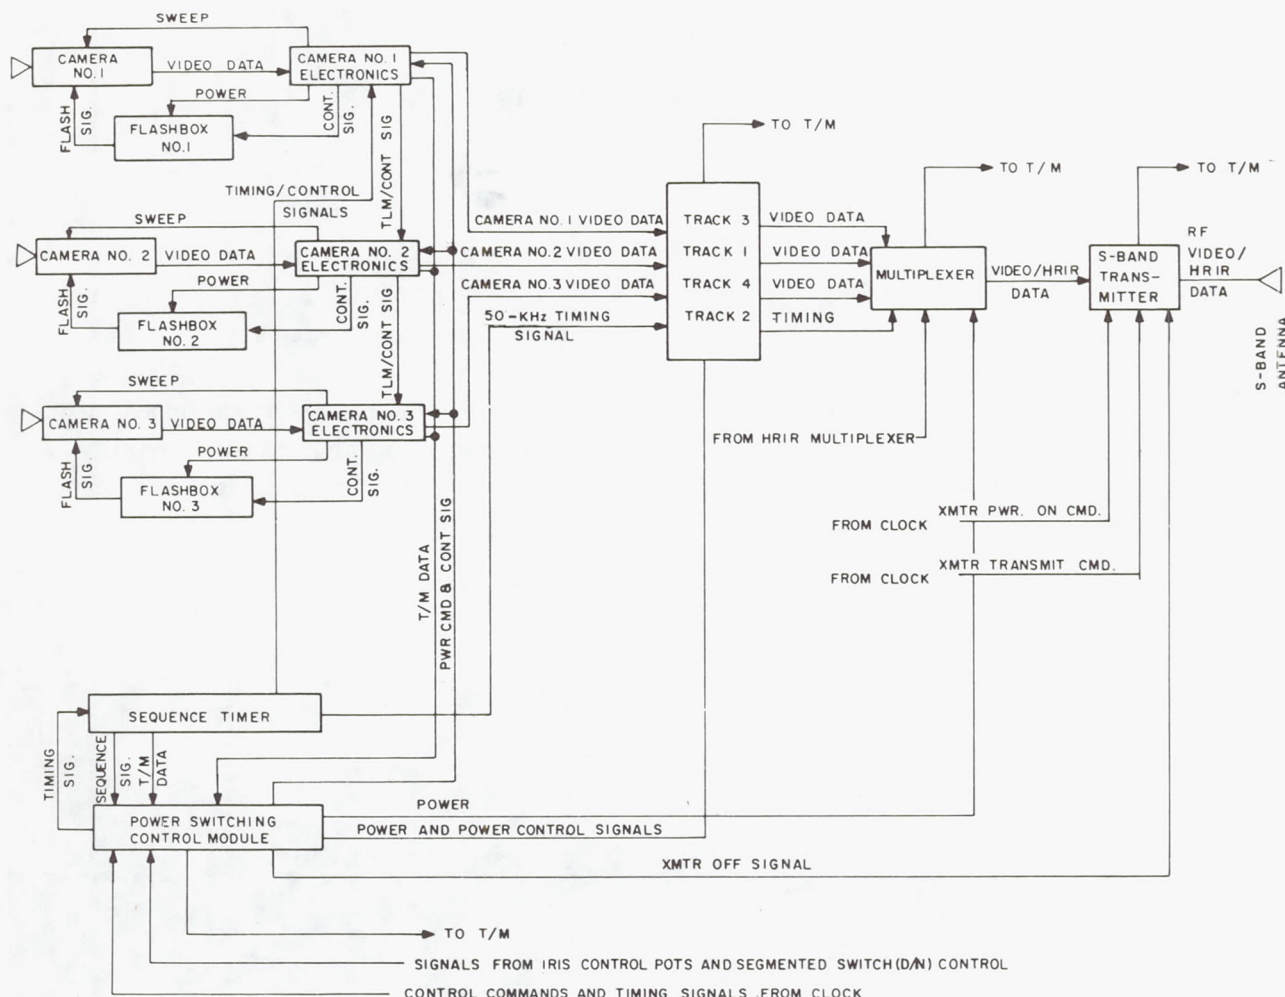 SWEEP
CAMERA
NO. 1
VIDEO DATA
CAMERA NO. 1
ELECTRONICS
POWER
FLASH
SIG.
CONT.
SIG.
FLASHBOX
NO. 1
TLM/CONT SIG
TO T/M
TIMING/CONTROL
SIGNALS
TO T/M
TO T/M
SWEEP
CAMERA NO. 1 VIDEO DATA
TRACK 3
VIDEO DATA
RF
VIDEO/
HRIR
DATA
CAMERA NO. 2
VIDEO DATA
CAMERA NO. 2
ELECTRONICS
CAMERA NO. 2 VIDEO DATA
TRACK 1
VIDEO DATA
MULTIPLEXER
VIDEO/HRIR
DATA
S-BAND
TRANS-
MITTER
POWER
CAMERA NO. 3 VIDEO DATA
TRACK 4
VIDEO DATA
FLASH
SIG.
CONT.
SIG.
FLASHBOX
NO. 2
TLM/CONT SIG
50-KHz TIMING
SIGNAL
TRACK 2
TIMING
S-BAND
ANTENNA
SWEEP
CAMERA NO. 3
VIDEO DATA
CAMERA NO. 3
ELECTRONICS
FROM HRIR MULTIPLEXER
POWER
FLASH
SIG.
CONT.
SIG.
FLASHBOX
NO. 3
XMTR PWR. ON CMD.
FROM CLOCK
XMTR TRANSMIT CMD.
FROM CLOCK
T/M DATA
PWR CMD & CONT SIG
SEQUENCE TIMER
TIMING
SIG.
SEQUENCE
SIG.
T/M
DATA
POWER SWITCHING
CONTROL MODULE
POWER
POWER AND POWER CONTROL SIGNALS
XMTR OFF SIGNAL
TO T/M
SIGNALS FROM IRIS CONTROL POTS AND SEGMENTED SWITCH (D/N) CONTROL
CONTROL COMMANDS AND TIMING SIGNALS FROM CLOCK